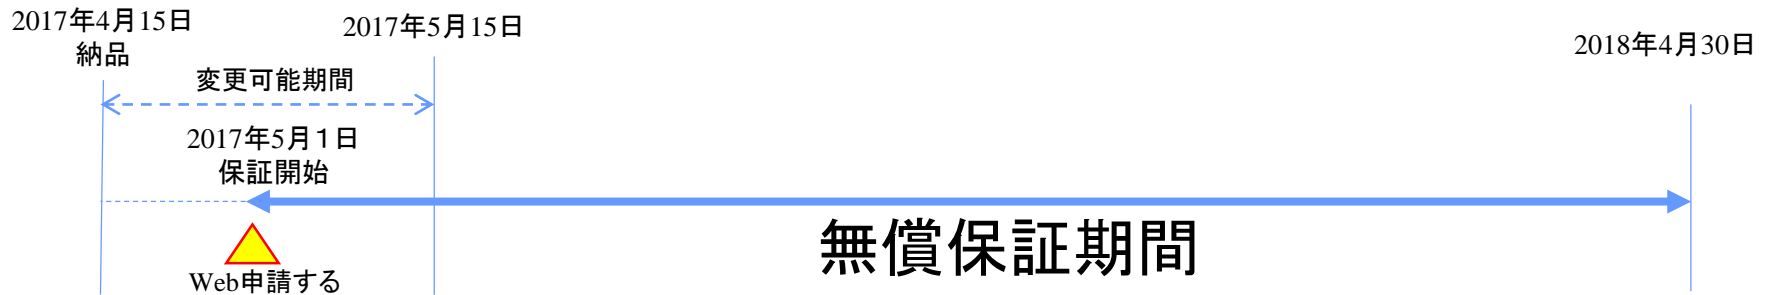 2017年4月15日
納品
2017年5月15日
2018年4月30日
変更可能期間
2017年5月１日
保証開始
無償保証期間
Web申請する